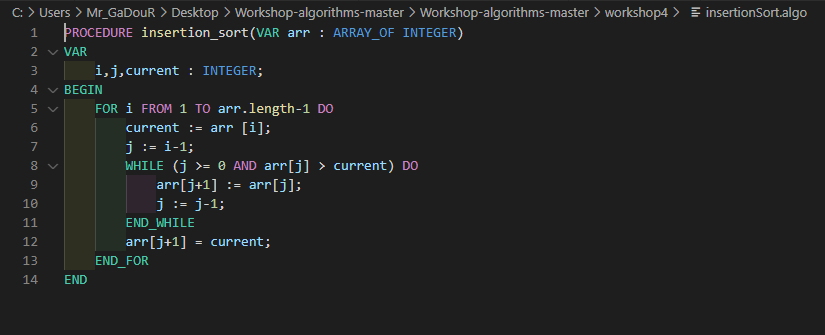 C: > Users > Mr_GaDouR > Desktop > Workshop-algorithms-master > Workshop-algorithms-master > workshop4 > insertionSort.algo
1 PROCEDURE insertion_sort(VAR arr : ARRAY_OF INTEGER)
2 VAR
3     i,j,current : INTEGER;
4 BEGIN
5     FOR i FROM 1 TO arr.length-1 DO
6         current := arr [i];
7         j := i-1;
8         WHILE (j >= 0 AND arr[j] > current) DO
9             arr[j+1] := arr[j];
10             j := j-1;
11         END_WHILE
12         arr[j+1] = current;
13     END_FOR
14 END